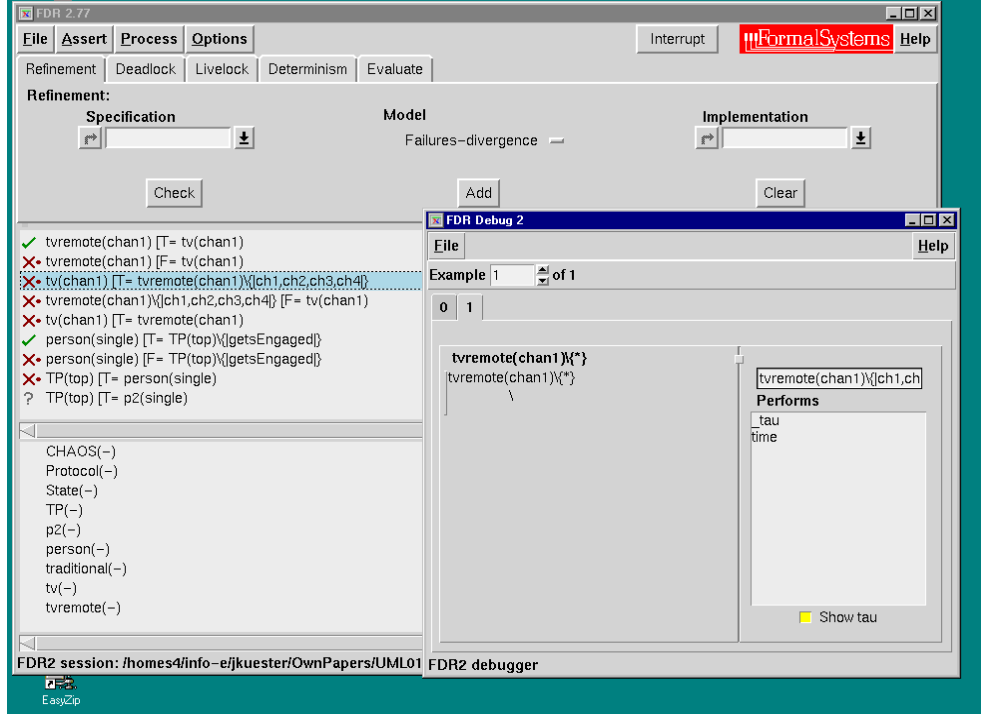 FDR 2.77
File Assert Process Options Interrupt FormalSystems Help
Refinement Deadlock Livelock Determinism Evaluate
Refinement:
Specification Model Implementation
Failures-divergence
Check Add Clear
tvremote(chan1) [T= tv(chan1)
tvremote(chan1) [F= tv(chan1)
tv(chan1) [T= tvremote(chan1)\{|ch1,ch2,ch3,ch4|}
tvremote(chan1)\{|ch1,ch2,ch3,ch4|} [F= tv(chan1)
tv(chan1) [T= tvremote(chan1)
person(single) [T= TP(top)\{|getsEngaged|}
person(single) [F= TP(top)\{|getsEngaged|}
TP(top) [T= person(single)
? TP(top) [T= p2(single)
CHAOS(-)
Protocol(-)
State(-)
TP(-)
p2(-)
person(-)
traditional(-)
tv(-)
tvremote(-)
FDR2 session: /homes4/info-e/jkuester/OwnPapers/UML01
FDR Debug 2
File Help
Example 1 of 1
0 1
tvremote(chan1)\{*}
tvremote(chan1)\{*}
\
tvremote(chan1)\{|ch1,ch
Performs
_tau
time
Show tau
FDR2 debugger
EasyZip